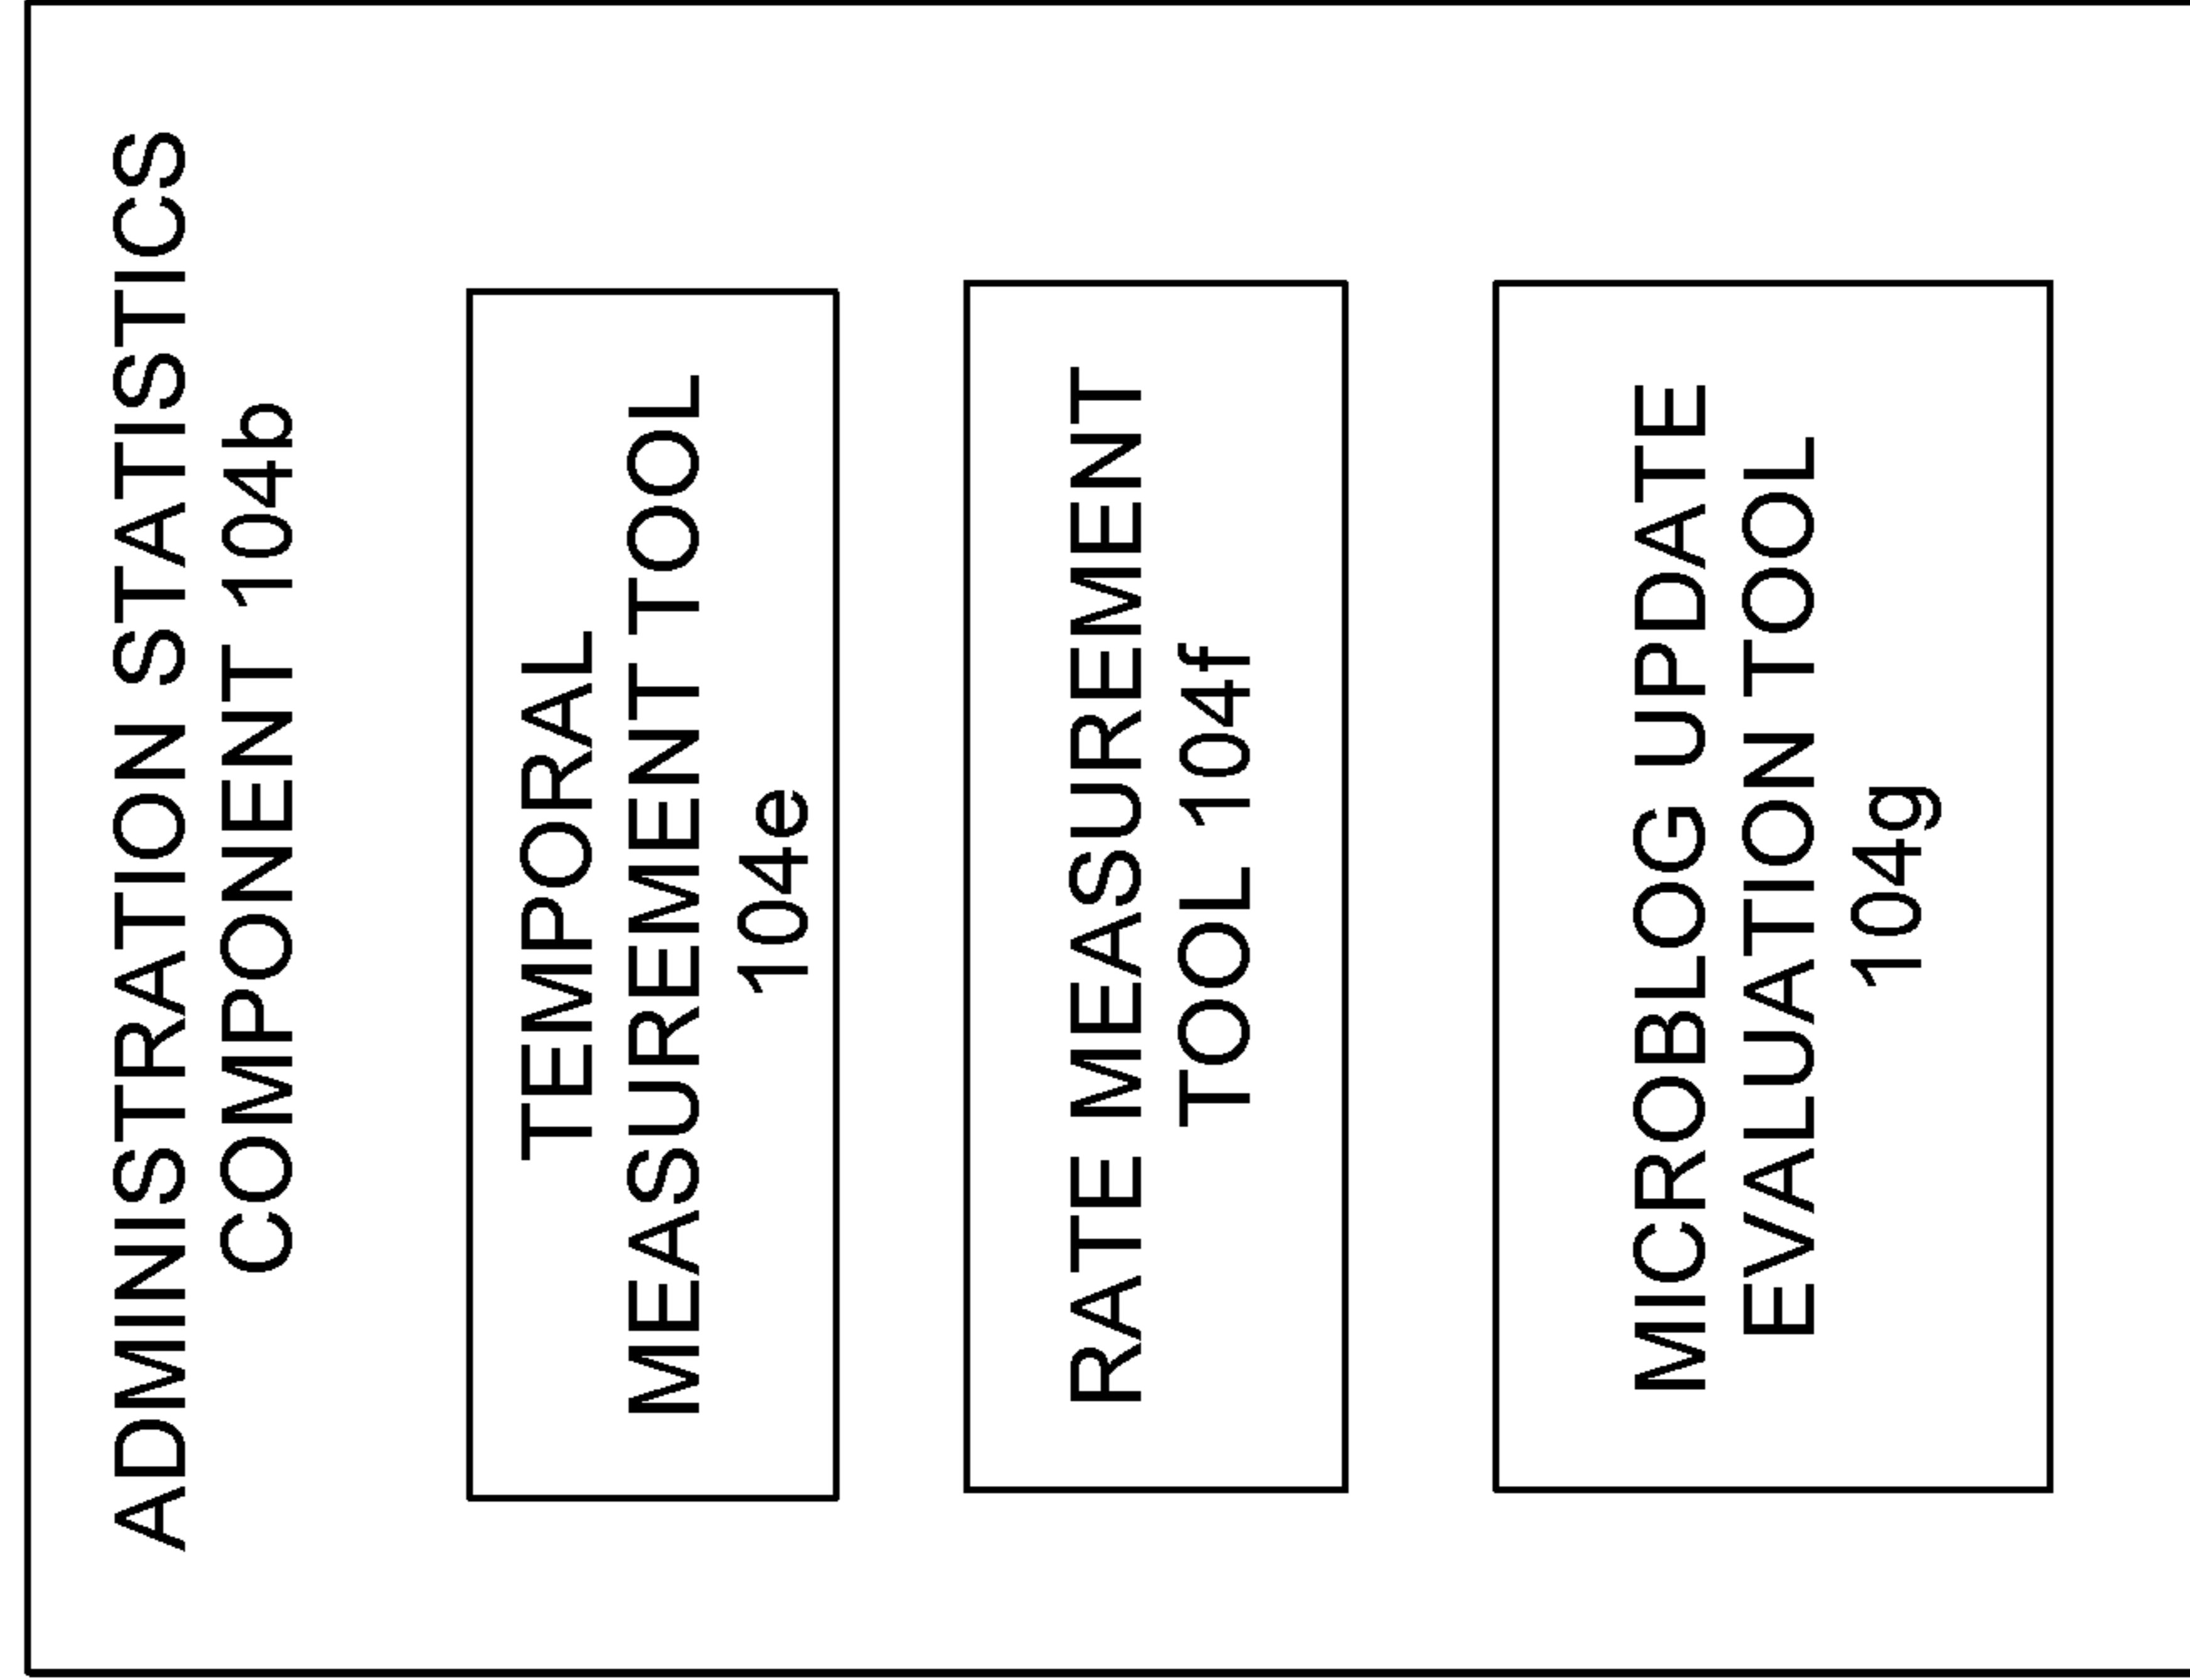 ADMINISTRATION STATISTICS
COMPONENT 104b
TEMPORAL
MEASUREMENT TOOL
104e
RATE MEASUREMENT
TOOL 104f
MICROBLOG UPDATE
EVALUATION TOOL
104g